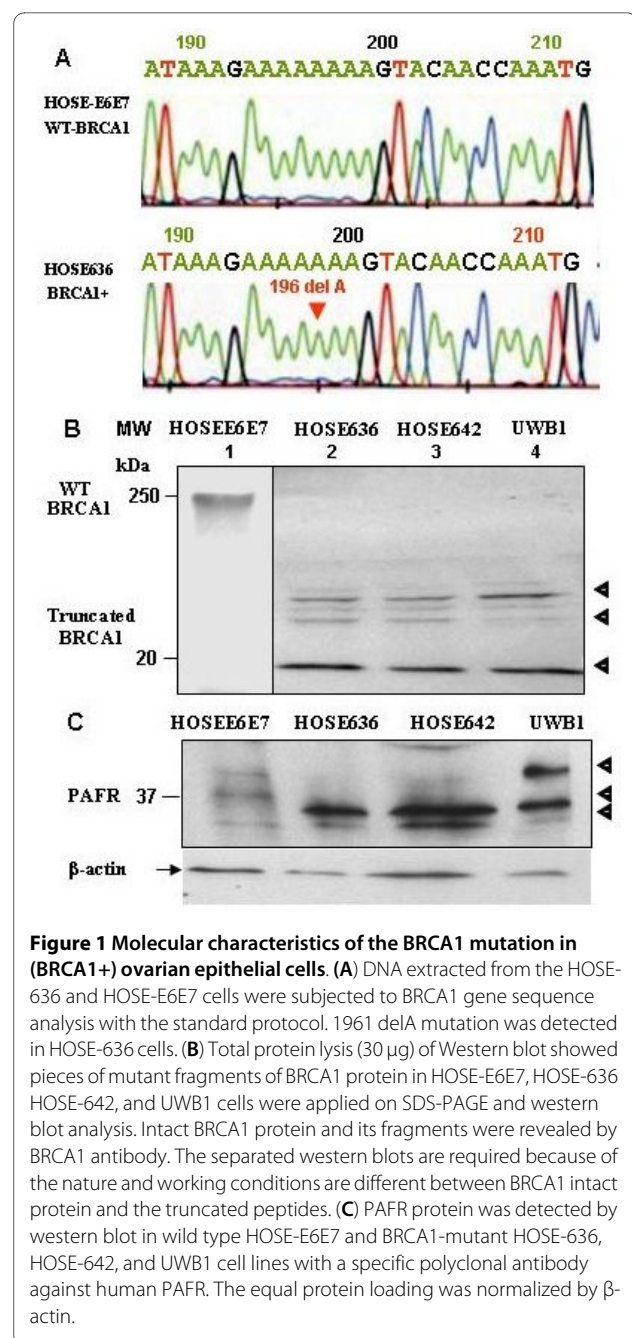 190 200 210
A ATAAAGAAAAAAAAGTACAACCAAATG
HOSE-E6E7
WT-BRCA1
190 200 210
HOSE636 ATAAAGAAAAAAAGTACAACCAAATG
BRCA1+ 196 del A
B MW HOSEE6E7 HOSE636 HOSE642 UWB1
1 2 3 4
kDa
WT 250
BRCA1
Truncated
BRCA1
20
C HOSEE6E7 HOSE636 HOSE642 UWB1
PAFR 37
β-actin
Figure 1 Molecular characteristics of the BRCA1 mutation in
(BRCA1+) ovarian epithelial cells. (A) DNA extracted from the HOSE-
636 and HOSE-E6E7 cells were subjected to BRCA1 gene sequence
analysis with the standard protocol. 1961 delA mutation was detected
in HOSE-636 cells. (B) Total protein lysis (30 μg) of Western blot showed
pieces of mutant fragments of BRCA1 protein in HOSE-E6E7, HOSE-636
HOSE-642, and UWB1 cells were applied on SDS-PAGE and western
blot analysis. Intact BRCA1 protein and its fragments were revealed by
BRCA1 antibody. The separated western blots are required because of
the nature and working conditions are different between BRCA1 intact
protein and the truncated peptides. (C) PAFR protein was detected by
western blot in wild type HOSE-E6E7 and BRCA1-mutant HOSE-636,
HOSE-642, and UWB1 cell lines with a specific polyclonal antibody
against human PAFR. The equal protein loading was normalized by β-
actin.